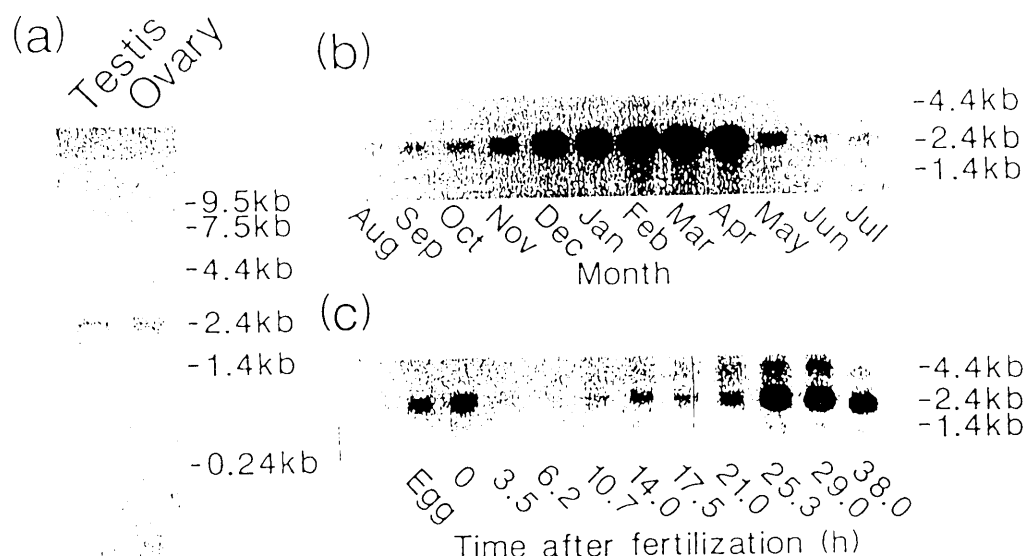 (a)
Testis
Ovary
-9.5kb
-7.5kb
-4.4kb
-2.4kb
-1.4kb
-0.24kb
(b)
-4.4kb
-2.4kb
-1.4kb
Aug Sep Oct Nov Dec Jan Feb Mar Apr May Jun Jul
Month
(c)
-4.4kb
-2.4kb
-1.4kb
Egg 0 3.5 6.2 10.7 14.0 17.5 21.0 25.3 29.0 38.0
Time after fertilization (h)